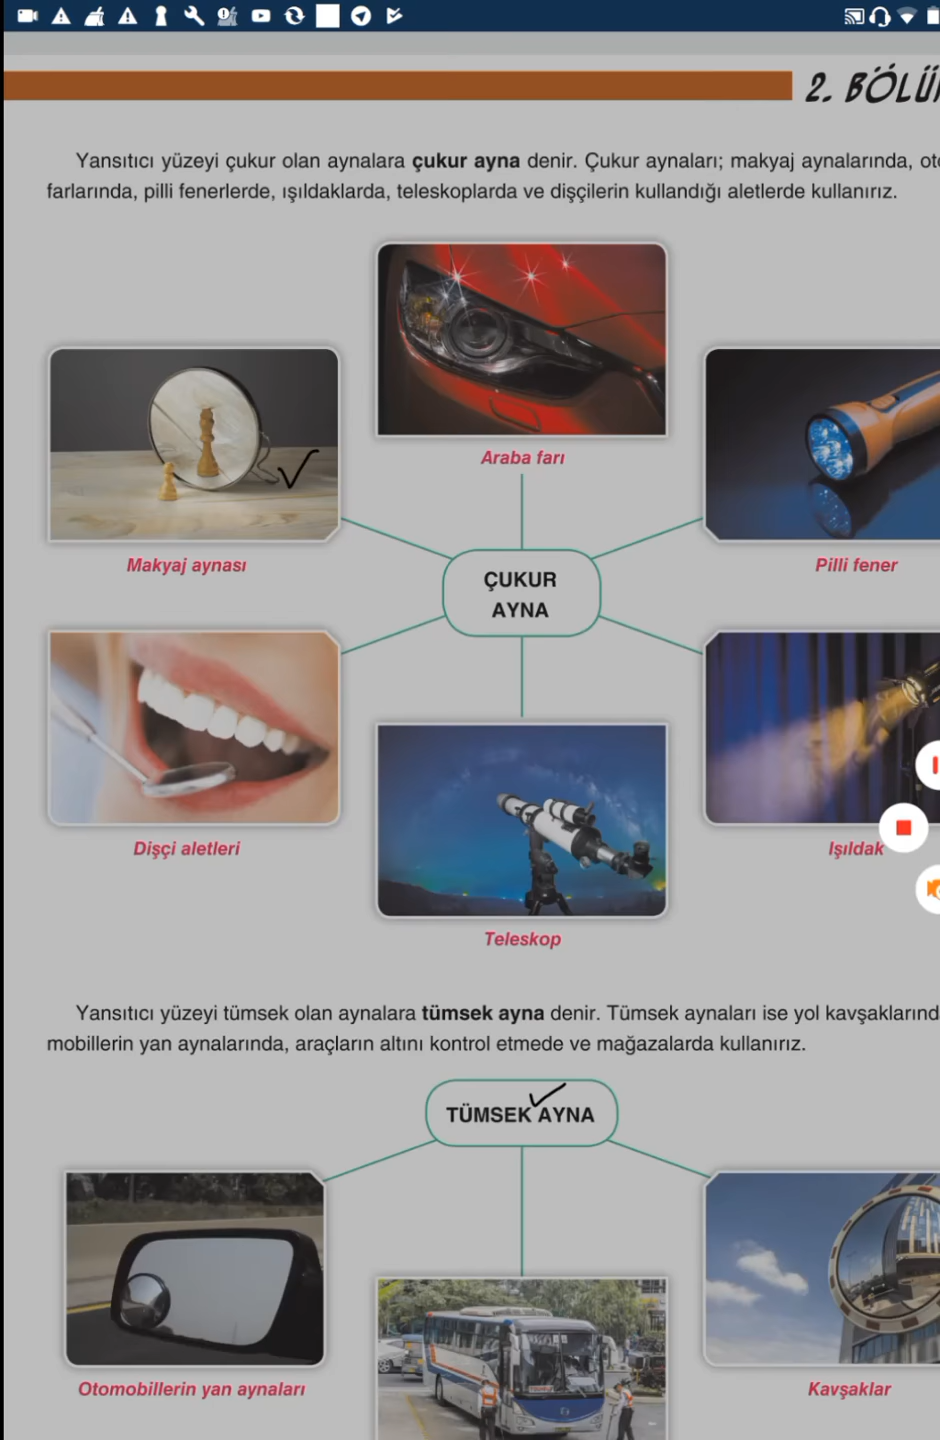 2. BÖLÜ
Yansıtıcı yüzeyi çukur olan aynalara çukur ayna denir. Çukur aynaları; makyaj aynalarında, oto
farlarında, pilli fenerlerde, ışıldaklarda, teleskoplarda ve dişçilerin kullandığı aletlerde kullanırız.
Araba farı
Makyaj aynası
Pilli fener
ÇUKUR
AYNA
Dişçi aletleri
Işıldak
Teleskop
Yansıtıcı yüzeyi tümsek olan aynalara tümsek ayna denir. Tümsek aynaları ise yol kavşaklarınd
mobillerin yan aynalarında, araçların altını kontrol etmede ve mağazalarda kullanırız.
TÜMSEK AYNA
Otomobillerin yan aynaları
Kavşaklar